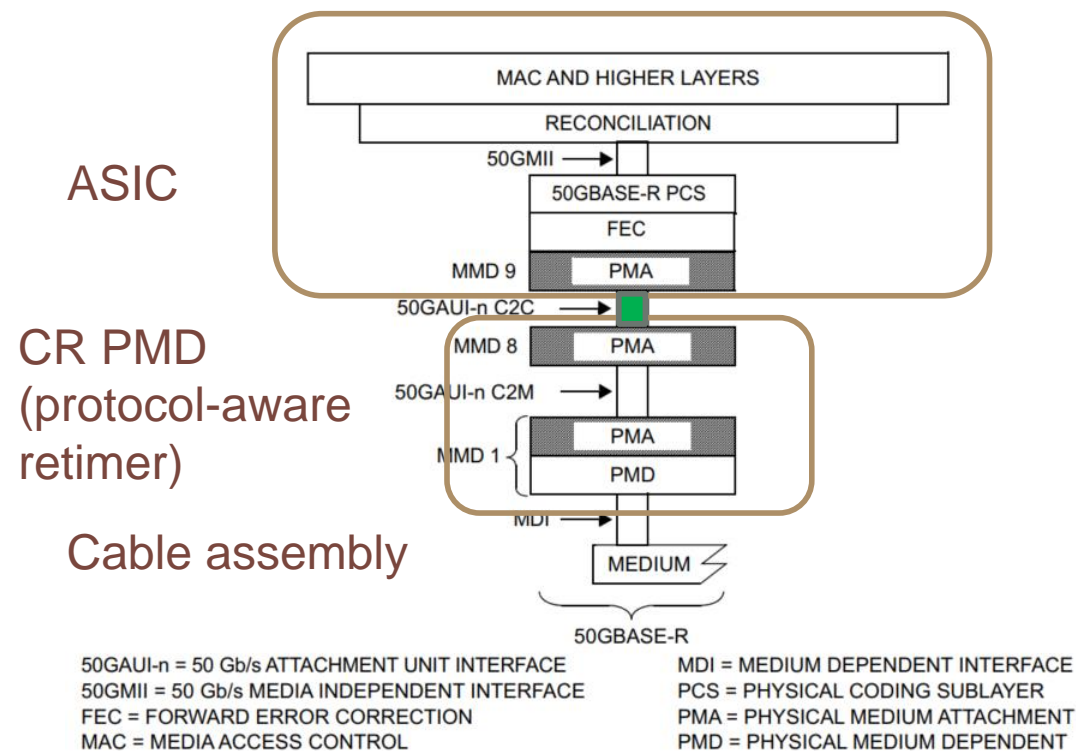 MAC AND HIGHER LAYERS
RECONCILIATION
50GMII
ASIC
50GBASE-R PCS
FEC
MMD 9
PMA
50GAUI-n C2C
CR PMD
(protocol-aware
retimer)
MMD 8
PMA
50GAUI-n C2M
PMA
MMD 1
PMD
MDI
Cable assembly
MEDIUM
50GBASE-R
50GAUI-n = 50 Gb/s ATTACHMENT UNIT INTERFACE
50GMII = 50 Gb/s MEDIA INDEPENDENT INTERFACE
FEC = FORWARD ERROR CORRECTION
MAC = MEDIA ACCESS CONTROL
MDI = MEDIUM DEPENDENT INTERFACE
PCS = PHYSICAL CODING SUBLAYER
PMA = PHYSICAL MEDIUM ATTACHMENT
PMD = PHYSICAL MEDIUM DEPENDENT